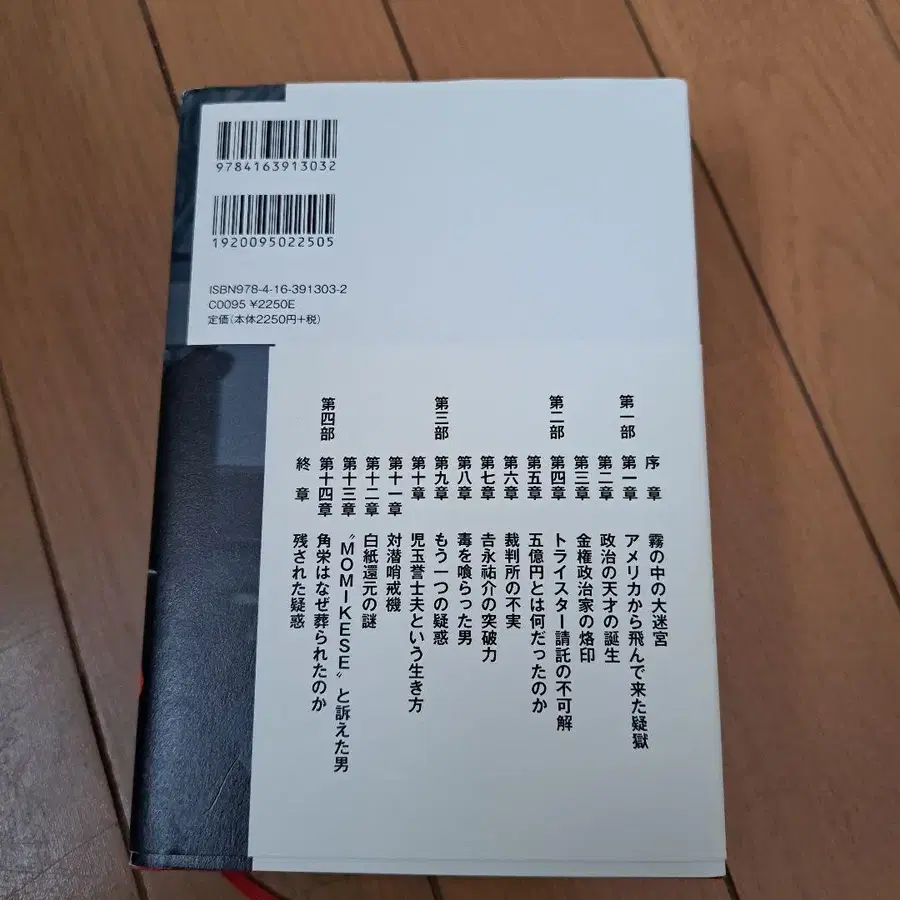 9784163913032
1920095022505
ISBN978-4-16-391303-2
C0095 ¥2250E
定価(本体2250円+税)
序章 霧の中の大迷宮
第一部 第一章 アメリカから飛んで来た疑獄
第二章 政治の天才の誕生
第三章 金権政治家の烙印
第二部 第四章 トライスター請託の不可解
第五章 五億円とは何だったのか
第六章 裁判所の不実
第七章 吉永祐介の突破力
第八章 毒を喰らった男
第三部 第九章 もう一つの疑惑
第十章 児玉誉士夫という生き方
第十一章 対潜哨戒機
第十二章 白紙還元の謎
第十三章 〝MOMIKESE〟と訴えた男
第四部 第十四章 角栄はなぜ葬られたのか
終章 残された疑惑